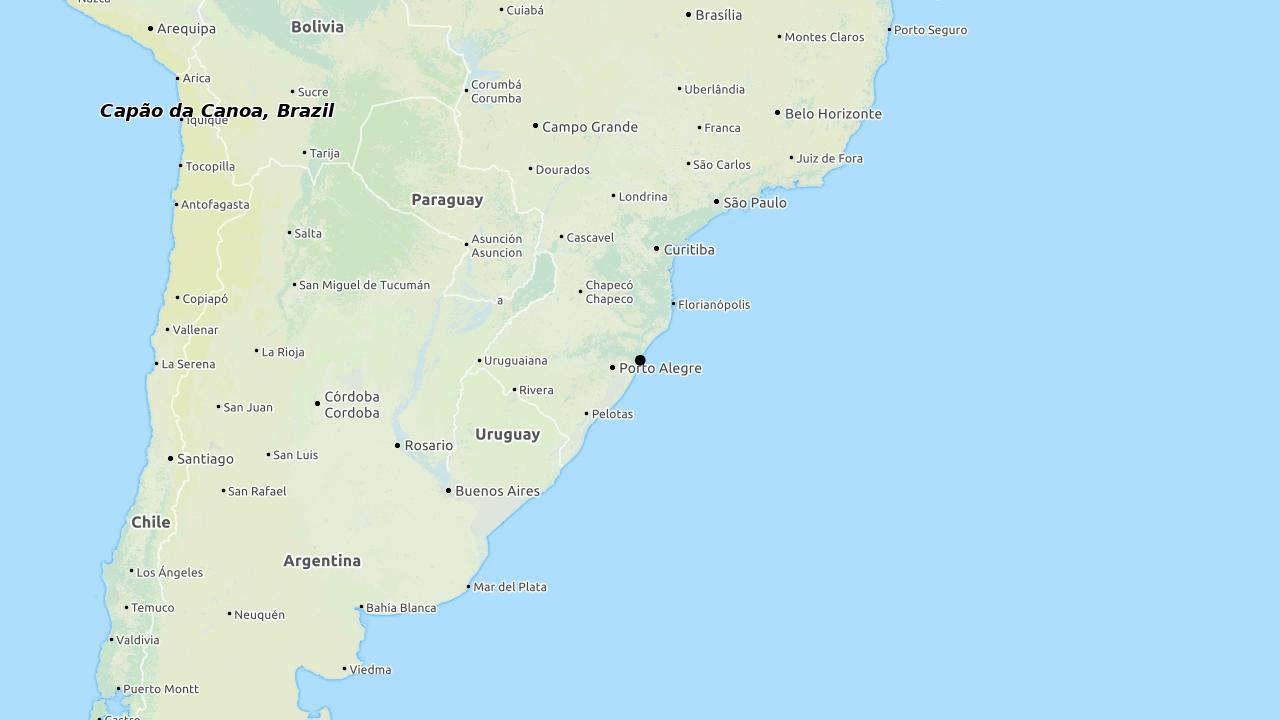 Nazca
Cuiabá
Brasília
Arequipa
Bolivia
Porto Seguro
Montes Claros
Arica
Corumbá
Corumba
Sucre
Uberlândia
Capão da Canoa, Brazil
Iquique
Belo Horizonte
Campo Grande
Franca
Tarija
Juiz de Fora
São Carlos
Tocopilla
Dourados
Londrina
Paraguay
São Paulo
Antofagasta
Salta
Cascavel
Asunción
Asuncion
Curitiba
San Miguel de Tucumán
Chapecó
Chapeco
Copiapó
a
Florianópolis
Vallenar
La Rioja
Uruguaiana
La Serena
Porto Alegre
Rivera
Córdoba
Cordoba
San Juan
Pelotas
Uruguay
Rosario
San Luis
Santiago
San Rafael
Buenos Aires
Chile
Argentina
Los Ángeles
Mar del Plata
Temuco
Bahía Blanca
Neuquén
Valdivia
Viedma
Puerto Montt
Castro